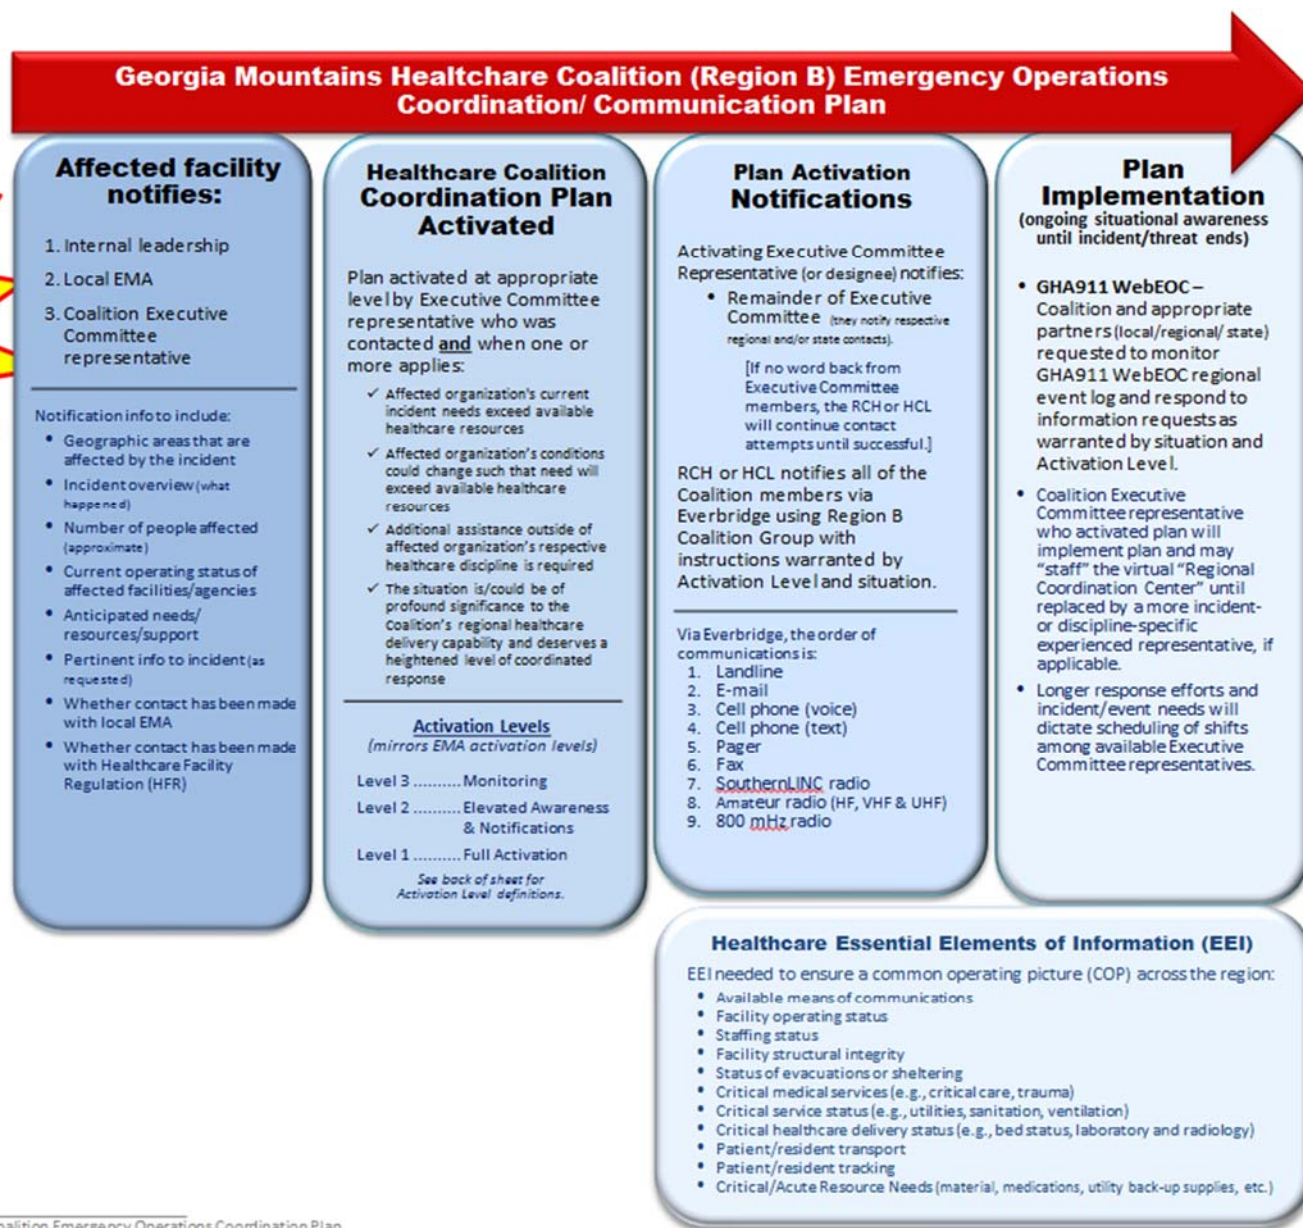 Georgia Mountains Healtchare Coalition (Region B) Emergency Operations
Coordination/ Communication Plan
Affected facility
notifies:
1. Internal leadership
2. Local EMA
3. Coalition Executive
Committee
representative
Notification info to include:
• Geographic areas that are
affected by the incident
• Incident overview (what
happened)
• Number of people affected
(approximate)
• Current operating status of
affected facilities/agencies
• Anticipated needs/
resources/support
• Pertinent info to incident (as
requested)
• Whether contact has been made
with local EMA
• Whether contact has been made
with Healthcare Facility
Regulation (HFR)
Healthcare Coalition
Coordination Plan
Activated
Plan activated at appropriate
level by Executive Committee
representative who was
contacted and when one or
more applies:
✓ Affected organization's current
incident needs exceed available
healthcare resources
✓ Affected organization's conditions
could change such that need will
exceed available healthcare
resources
✓ Additional assistance outside of
affected organization's respective
healthcare discipline is required
✓ The situation is/could be of
profound significance to the
Coalition's regional healthcare
delivery capability and deserves a
heightened level of coordinated
response
Activation Levels
(mirrors EMA activation levels)
Level 3 .......... Monitoring
Level 2 .......... Elevated Awareness
& Notifications
Level 1 .......... Full Activation
See back of sheet for
Activation Level definitions.
Plan Activation
Notifications
Activating Executive Committee
Representative (or designee) notifies:
• Remainder of Executive
Committee (they notify respective
regional and/or state contacts).
[If no word back from
Executive Committee
members, the RCH or HCL
will continue contact
attempts until successful.]
RCH or HCL notifies all of the
Coalition members via
Everbridge using Region B
Coalition Group with
instructions warranted by
Activation Level and situation.
Via Everbridge, the order of
communications is:
1. Landline
2. E-mail
3. Cell phone (voice)
4. Cell phone (text)
5. Pager
6. Fax
7. SouthernLINC radio
8. Amateur radio (HF, VHF & UHF)
9. 800 mHz radio
Plan
Implementation
(ongoing situational awareness
until incident/threat ends)
• GHA911 WebEOC –
Coalition and appropriate
partners (local/regional/ state)
requested to monitor
GHA911 WebEOC regional
event log and respond to
information requests as
warranted by situation and
Activation Level.
• Coalition Executive
Committee representative
who activated plan will
implement plan and may
"staff" the virtual "Regional
Coordination Center" until
replaced by a more incident-
or discipline-specific
experienced representative, if
applicable.
• Longer response efforts and
incident/event needs will
dictate scheduling of shifts
among available Executive
Committee representatives.
Healthcare Essential Elements of Information (EEI)
EEI needed to ensure a common operating picture (COP) across the region:
• Available means of communications
• Facility operating status
• Staffing status
• Facility structural integrity
• Status of evacuations or sheltering
• Critical medical services (e.g., critical care, trauma)
• Critical service status (e.g., utilities, sanitation, ventilation)
• Critical healthcare delivery status (e.g., bed status, laboratory and radiology)
• Patient/resident transport
• Patient/resident tracking
• Critical/Acute Resource Needs (material, medications, utility back-up supplies, etc.)
Emergency Operations Coordination Plan